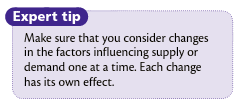 Expert tip
Make sure that you consider changes
in the factors influencing supply or
demand one at a time. Each change
has its own effect.